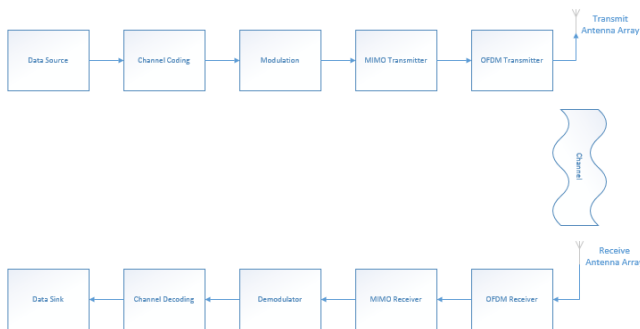 Transmit
Antenna Array
Data Source
Channel Coding
Modulation
MIMO Transmitter
OFDM Transmitter
Channel
Receive
Antenna Array
Data Sink
Channel Decoding
Demodulator
MIMO Receiver
OFDM Receiver